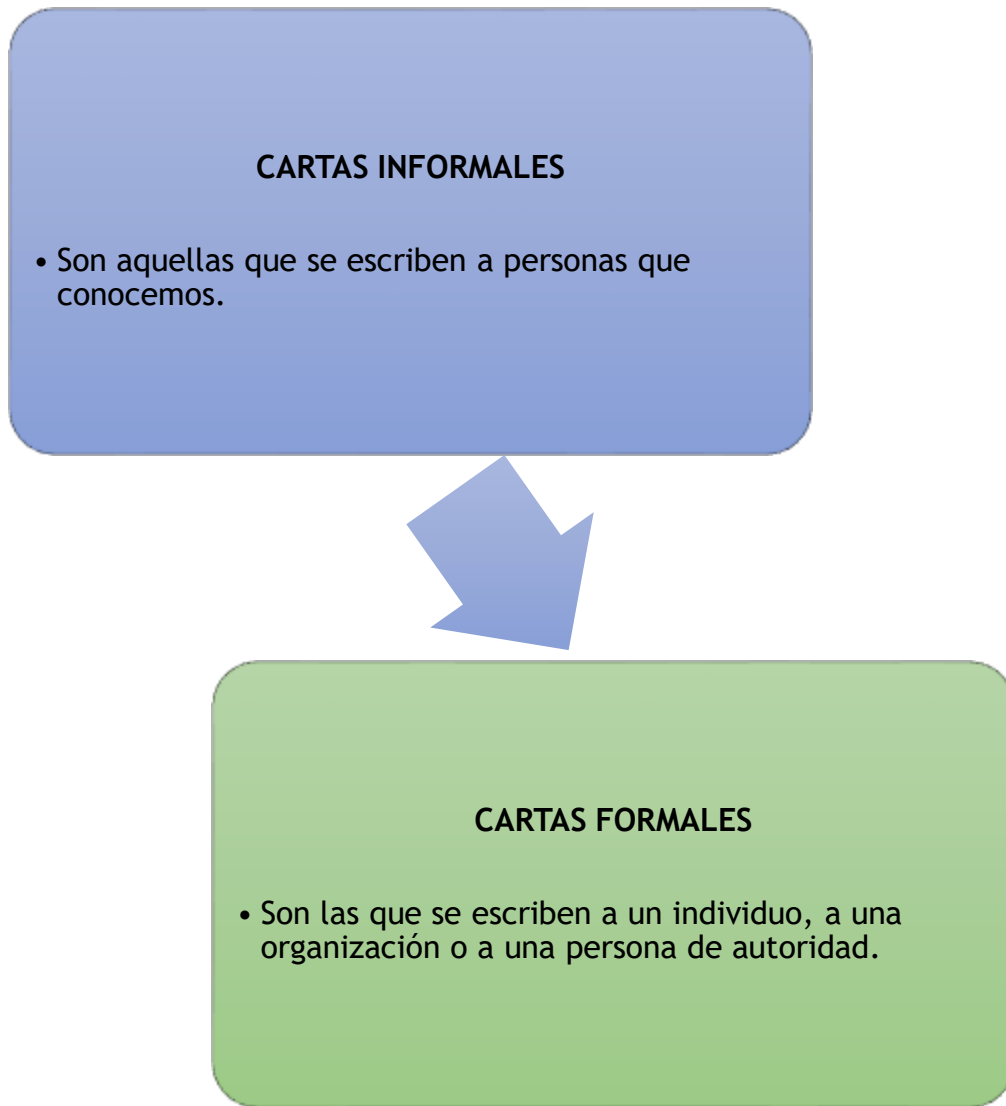 CARTAS INFORMALES
• Son aquellas que se escriben a personas que
conocemos.
CARTAS FORMALES
• Son las que se escriben a un individuo, a una
organización o a una persona de autoridad.